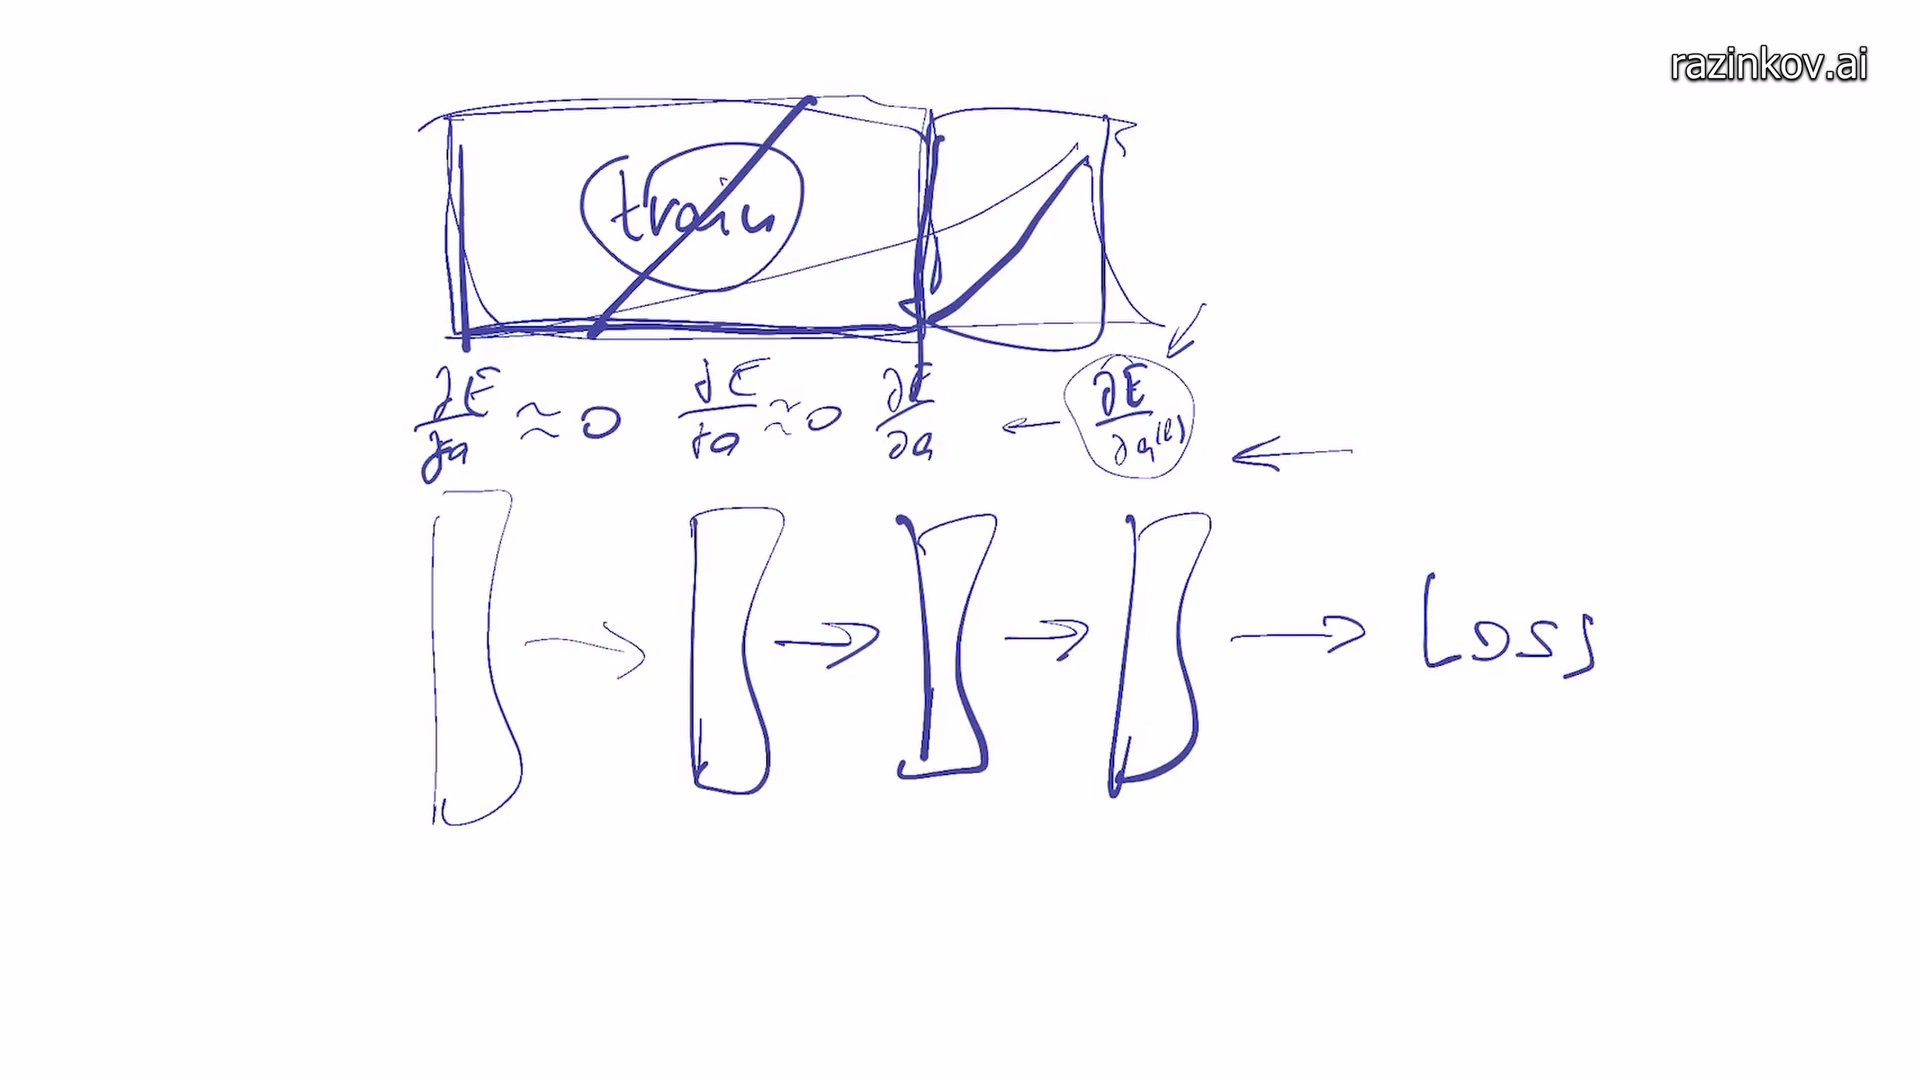 razinkov.ai
train
∂E/∂a ≈ 0 ∂E/∂a ≈ 0 ∂E/∂a ← ∂E/∂a^(l)
Loss